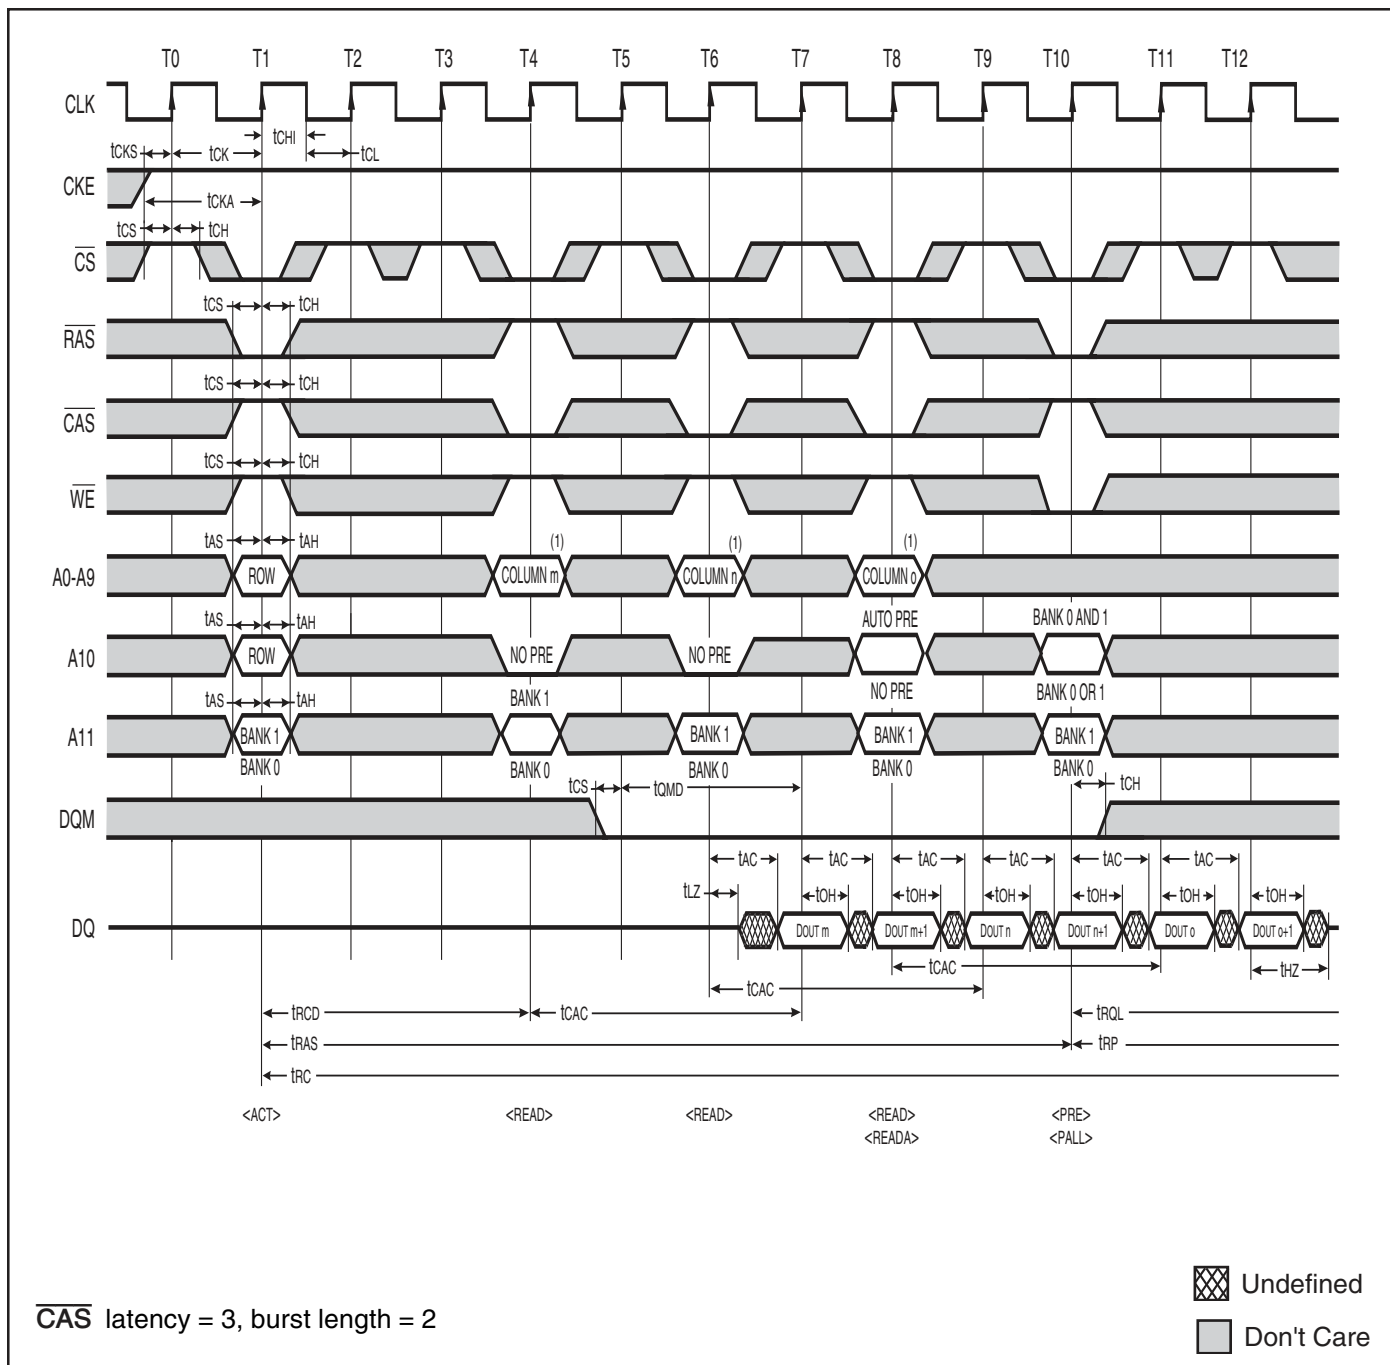 T0 T1 T2 T3 T4 T5 T6 T7 T8 T9 T10 T11 T12
CLK
tCHI
tCKS tCK tCL
CKE
tCKA
tCS tCH
CS
tCS tCH
RAS
tCS tCH
CAS
tCS tCH
WE
tAS tAH (1) (1) (1)
A0-A9 ROW COLUMN m COLUMN n COLUMN o
tAS tAH AUTO PRE BANK 0 AND 1
A10 ROW NO PRE NO PRE
tAS tAH BANK 1 NO PRE BANK 0 OR 1
A11 BANK 1 BANK 1 BANK 1 BANK 1
BANK 0 BANK 0 BANK 0 BANK 0 BANK 0
tCS tQMD tCH
DQM
tAC tAC tAC tAC tAC tAC
tLZ tOH tOH tOH tOH tOH tOH
DQ DOUT m DOUT m+1 DOUT n DOUT n+1 DOUT o DOUT o+1
tCAC tHZ
tCAC
tRCD tCAC tRQL
tRAS tRP
tRC
<ACT> <READ> <READ> <READ> <PRE>
<READA> <PALL>
Undefined
CAS latency = 3, burst length = 2
Don't Care